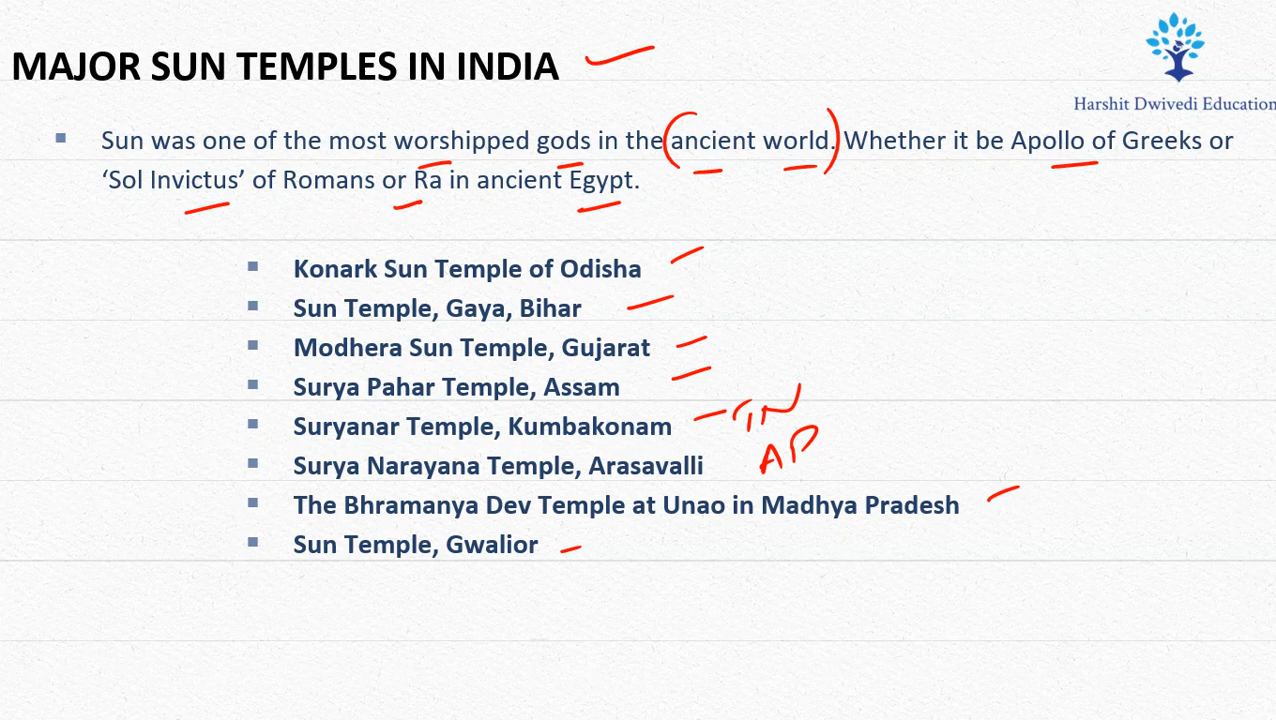 MAJOR SUN TEMPLES IN INDIA
Harshit Dwivedi Education
▪ Sun was one of the most worshipped gods in the ancient world. Whether it be Apollo of Greeks or
‘Sol Invictus’ of Romans or Ra in ancient Egypt.
▪ Konark Sun Temple of Odisha
▪ Sun Temple, Gaya, Bihar
▪ Modhera Sun Temple, Gujarat
▪ Surya Pahar Temple, Assam
▪ Suryanar Temple, Kumbakonam TN
▪ Surya Narayana Temple, Arasavalli AP
▪ The Bhramanya Dev Temple at Unao in Madhya Pradesh
▪ Sun Temple, Gwalior